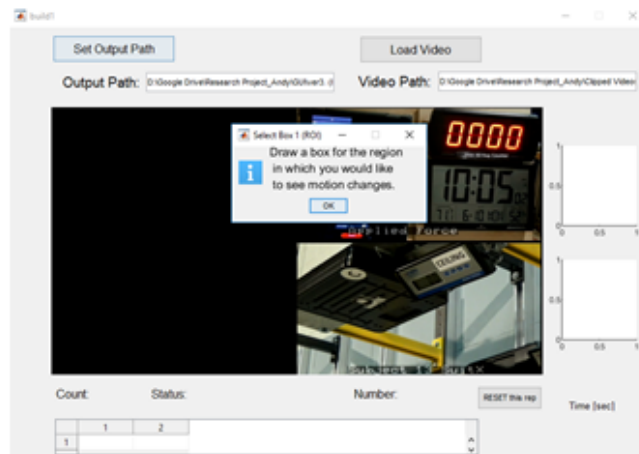 build1
Set Output Path
Load Video
Output Path: D:\Google Drive\Research Project_Andy\GUI\ver3.
Video Path: D:\Google Drive\Research Project_Andy\Clipped Video
Select Box 1 (ROI)
Draw a box for the region
in which you would like
to see motion changes.
OK
0000
10:05
Applied Force
CEILING
1
0.5
0
0.5
1
1
0.5
0
0.5
1
Count:
Status:
Number:
RESET this rep
Time [sec]
1
2
1